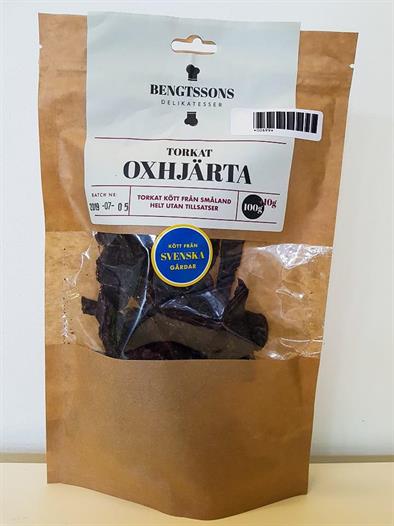 BENGTSSONS
DELIKATESSER
*00699*
TORKAT
OXHJÄRTA
BATCH NR:
2019-07-05
TORKAT KÖTT FRÅN SMÅLAND
HELT UTAN TILLSATSER
100g
KÖTT FRÅN
SVENSKA
GÅRDAR